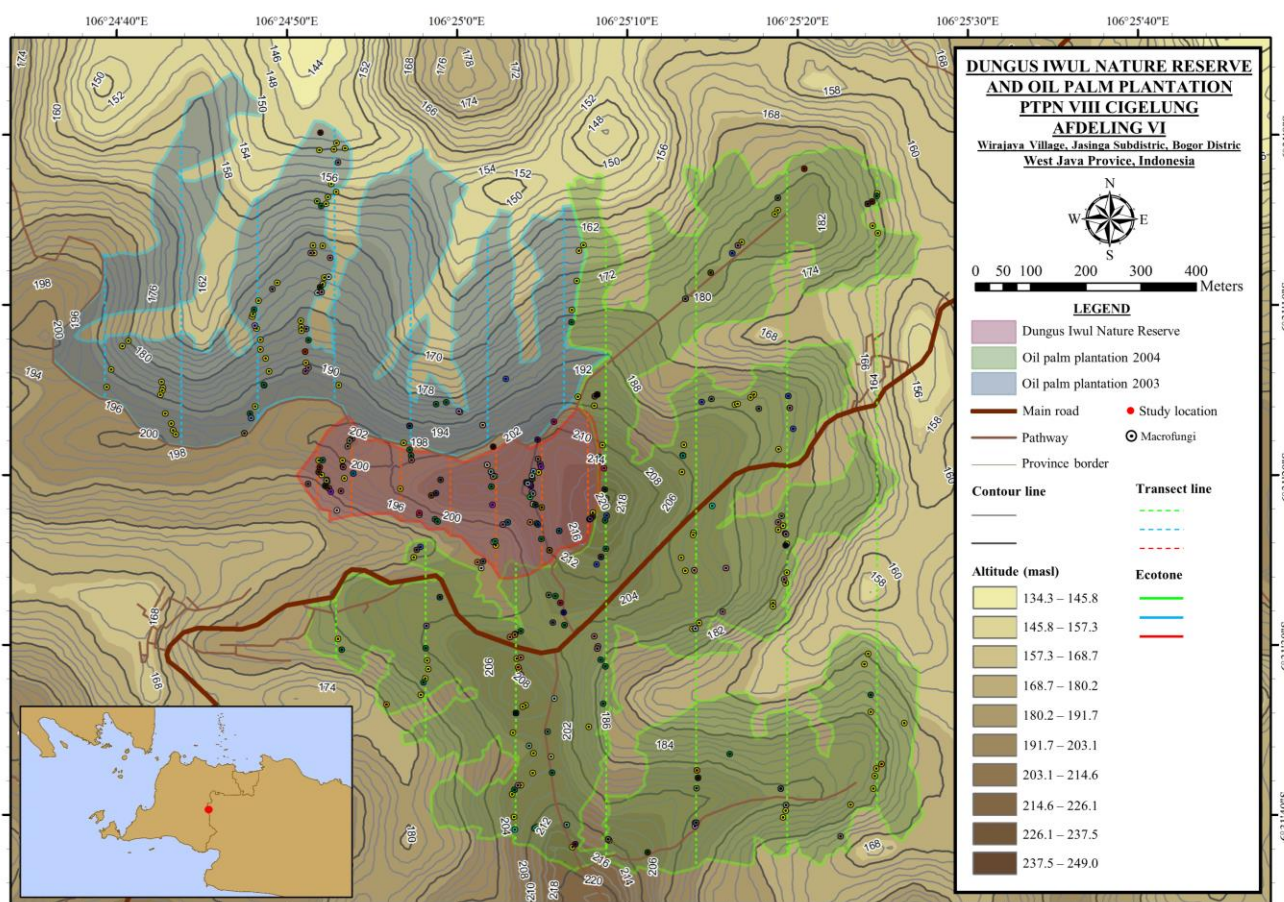 106°24'40"E 106°24'50"E 106°25'0"E 106°25'10"E 106°25'20"E 106°25'30"E 106°25'40"E
DUNGUS IWUL NATURE RESERVE
AND OIL PALM PLANTATION
PTPN VIII CIGELUNG
AFDELING VI
Wirajaya Village, Jasinga Subdistric, Bogor Distric
West Java Provice, Indonesia
N
W E
S
0 50 100 200 300 400
Meters
LEGEND
Dungus Iwul Nature Reserve
Oil palm plantation 2004
Oil palm plantation 2003
Main road Study location
Pathway Macrofungi
Province border
Contour line Transect line
Altitude (masl) Ecotone
134.3 – 145.8
145.8 – 157.3
157.3 – 168.7
168.7 – 180.2
180.2 – 191.7
191.7 – 203.1
203.1 – 214.6
214.6 – 226.1
226.1 – 237.5
237.5 – 249.0
174
150
152
160
146
144
148
152
168
176
178
172
174
166
152
148
150
156
158
168
160
168
150
154
158
156
154
152
150
162
172
182
174
180
168
198
200
196
176
162
180
194
196
200
198
190
170
178
194
192
188
166
164
156
160
202
200
198
202
210
214
196
200
220
218
216
212
208
206
204
158
160
182
168
168
174
206
208
202
186
184
180
204
212
208
210
218
216
214
220
206
168